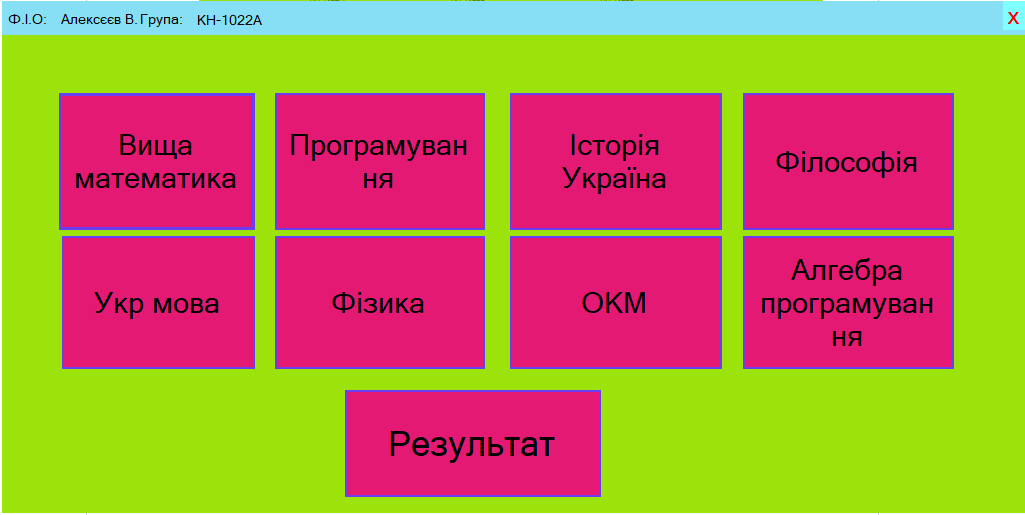 Ф.І.О: Алексєєв В. Група: КН-1022А X
Вища
математика
Програмуван
ня
Історія
Україна
Філософія
Укр мова
Фізика
ОКМ
Алгебра
програмуван
ня
Результат